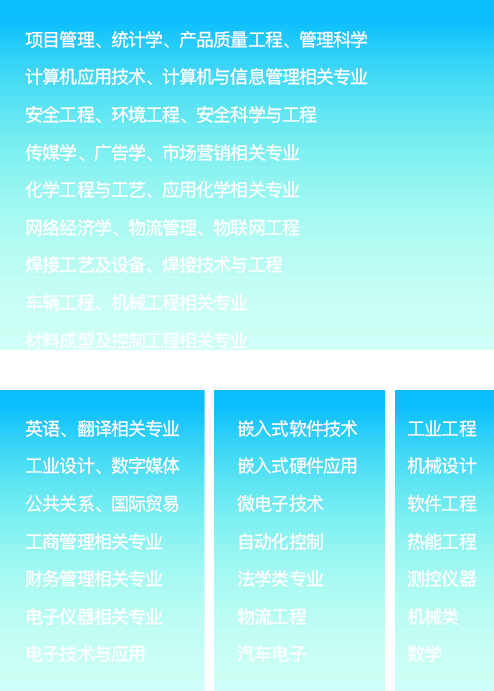 项目管理、统计学、产品质量工程、管理科学
计算机应用技术、计算机与信息管理相关专业
安全工程、环境工程、安全科学与工程
传媒学、广告学、市场营销相关专业
化学工程与工艺、应用化学相关专业
网络经济学、物流管理、物联网工程
焊接工艺及设备、焊接技术与工程
车辆工程、机械工程相关专业
材料成型及控制工程相关专业
英语、翻译相关专业
工业设计、数字媒体
公共关系、国际贸易
工商管理相关专业
财务管理相关专业
电子仪器相关专业
电子技术与应用
嵌入式软件技术
嵌入式硬件应用
微电子技术
自动化控制
法学类专业
物流工程
汽车电子
工业工程
机械设计
软件工程
热能工程
测控仪器
机械类
数学